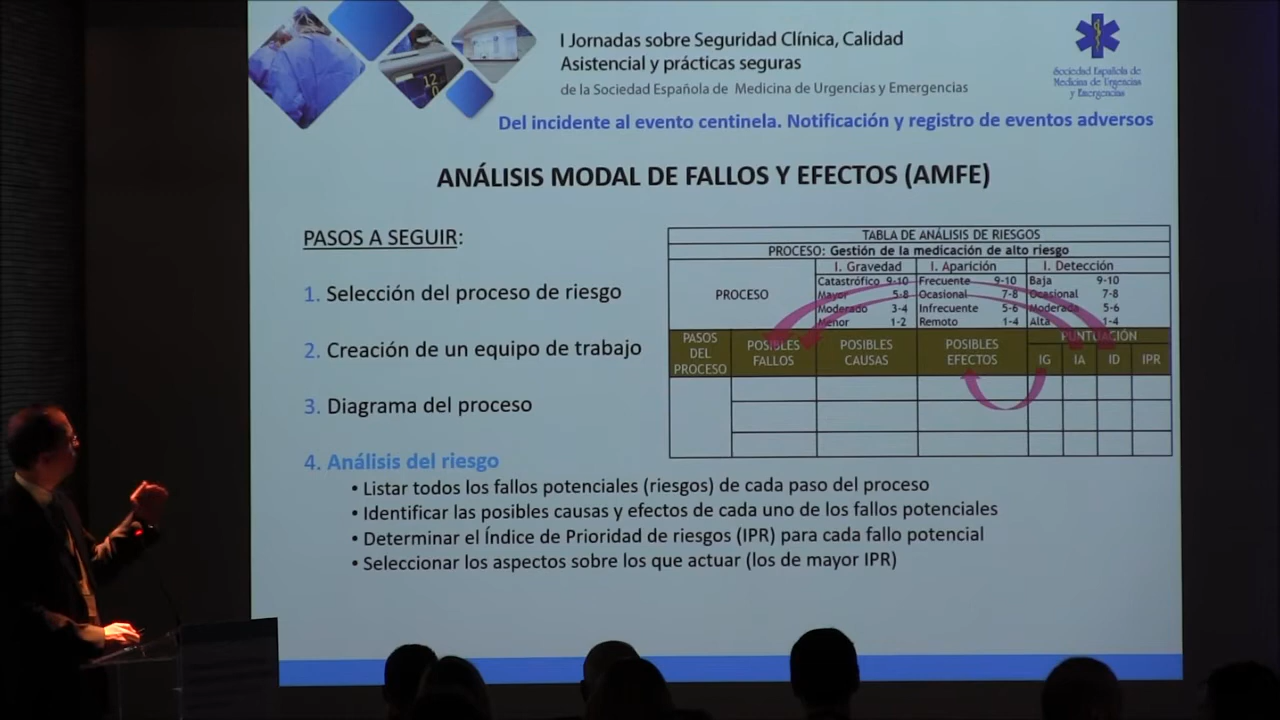 I Jornadas sobre Seguridad Clínica, Calidad
Asistencial y prácticas seguras
de la Sociedad Española de Medicina de Urgencias y Emergencias
Sociedad Española de
Medicina de Urgencias
y Emergencias
Del incidente al evento centinela. Notificación y registro de eventos adversos
ANÁLISIS MODAL DE FALLOS Y EFECTOS (AMFE)
PASOS A SEGUIR:
1. Selección del proceso de riesgo
2. Creación de un equipo de trabajo
3. Diagrama del proceso
4. Análisis del riesgo
• Listar todos los fallos potenciales (riesgos) de cada paso del proceso
• Identificar las posibles causas y efectos de cada uno de los fallos potenciales
• Determinar el Índice de Prioridad de riesgos (IPR) para cada fallo potencial
• Seleccionar los aspectos sobre los que actuar (los de mayor IPR)
TABLA DE ANÁLISIS DE RIESGOS
PROCESO: Gestión de la medicación de alto riesgo
PROCESO
I. Gravedad I. Aparición I. Detección
Catastrófico 9-10 Frecuente 9-10 Baja 9-10
Mayor 5-8 Ocasional 7-8 Ocasional 7-8
Moderado 3-4 Infrecuente 5-6 Moderada 5-6
Menor 1-2 Remoto 1-4 Alta 1-4
PASOS DEL PROCESO
POSIBLES FALLOS
POSIBLES CAUSAS
POSIBLES EFECTOS
PUNTUACIÓN
IG IA ID IPR